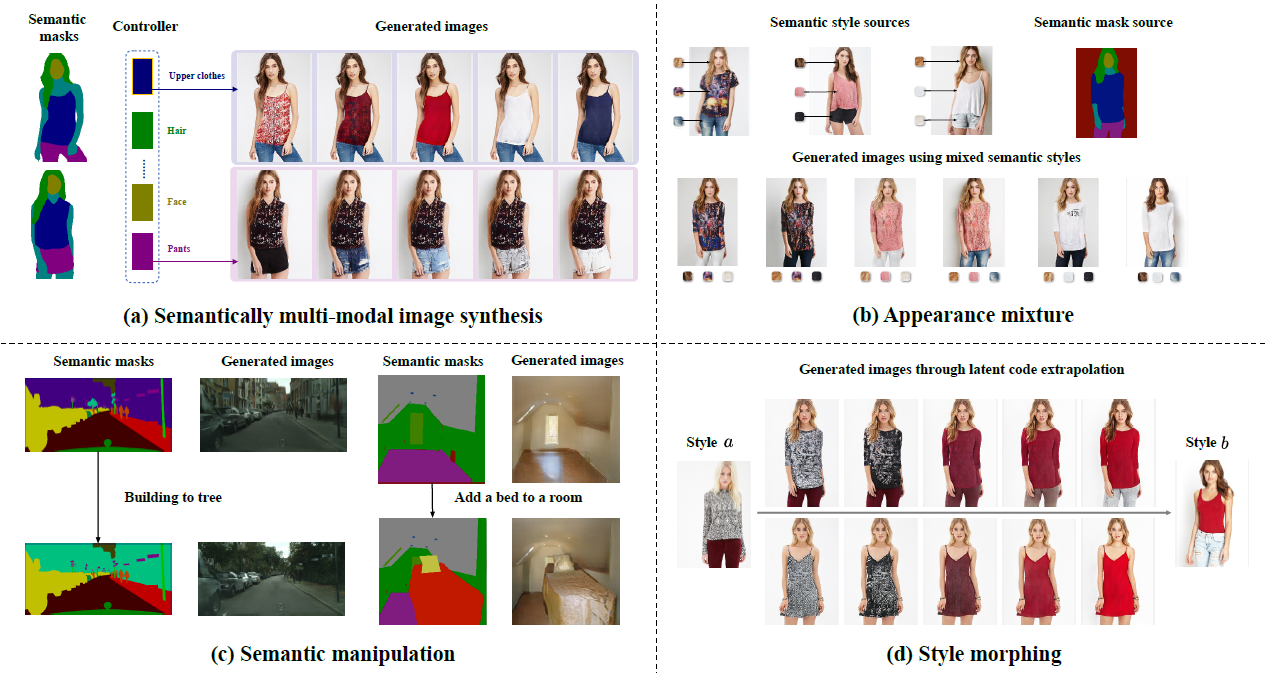 Semantic
masks
Controller
Generated images
Upper clothes
Hair
Face
Pants
(a) Semantically multi-modal image synthesis
Semantic style sources
Semantic mask source
Generated images using mixed semantic styles
(b) Appearance mixture
Semantic masks
Generated images
Semantic masks
Generated images
Building to tree
Add a bed to a room
(c) Semantic manipulation
Generated images through latent code extrapolation
Style a
Style b
(d) Style morphing